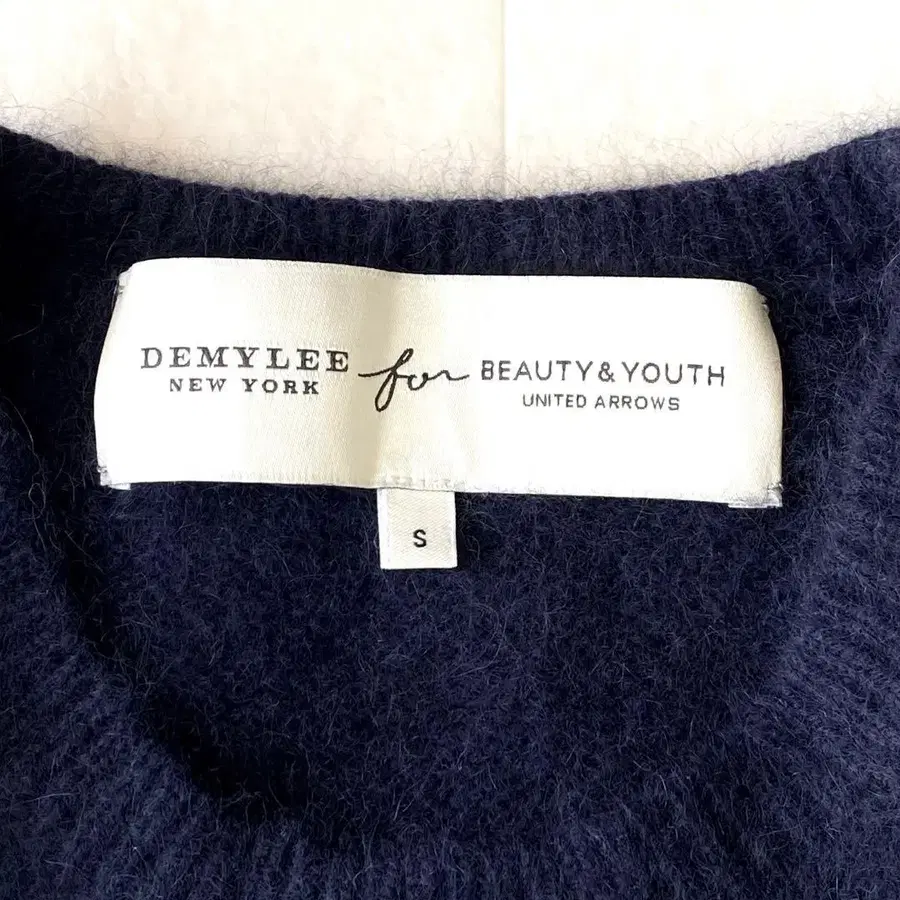 DEMYLEE
NEW YORK
for
BEAUTY&YOUTH
UNITED ARROWS
S